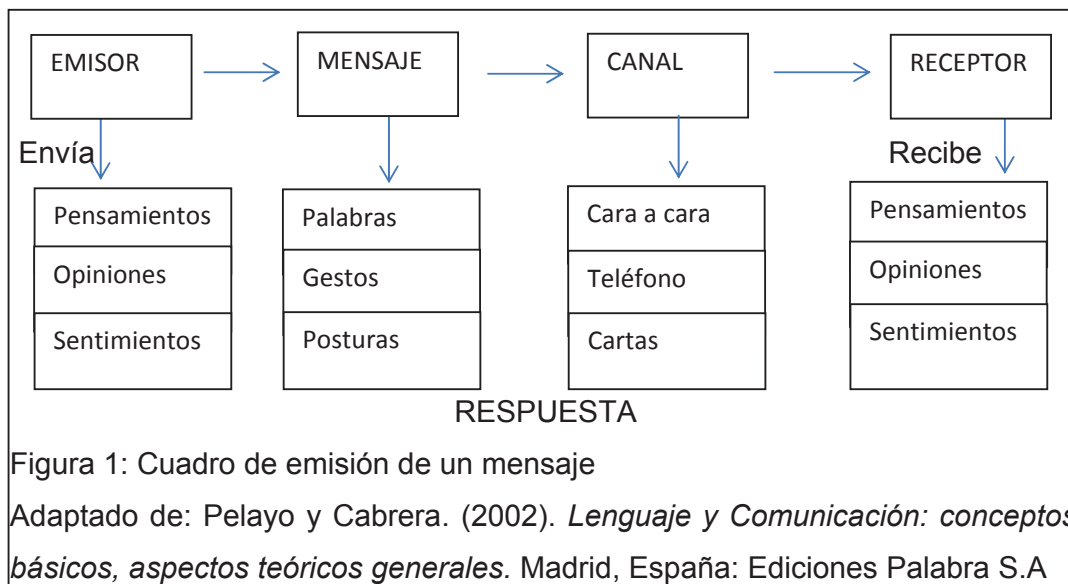 EMISOR
MENSAJE
CANAL
RECEPTOR
Envía
Recibe
Pensamientos
Opiniones
Sentimientos
Palabras
Gestos
Posturas
Cara a cara
Teléfono
Cartas
Pensamientos
Opiniones
Sentimientos
RESPUESTA
Figura 1: Cuadro de emisión de un mensaje
Adaptado de: Pelayo y Cabrera. (2002). Lenguaje y Comunicación: conceptos
básicos, aspectos teóricos generales. Madrid, España: Ediciones Palabra S.A